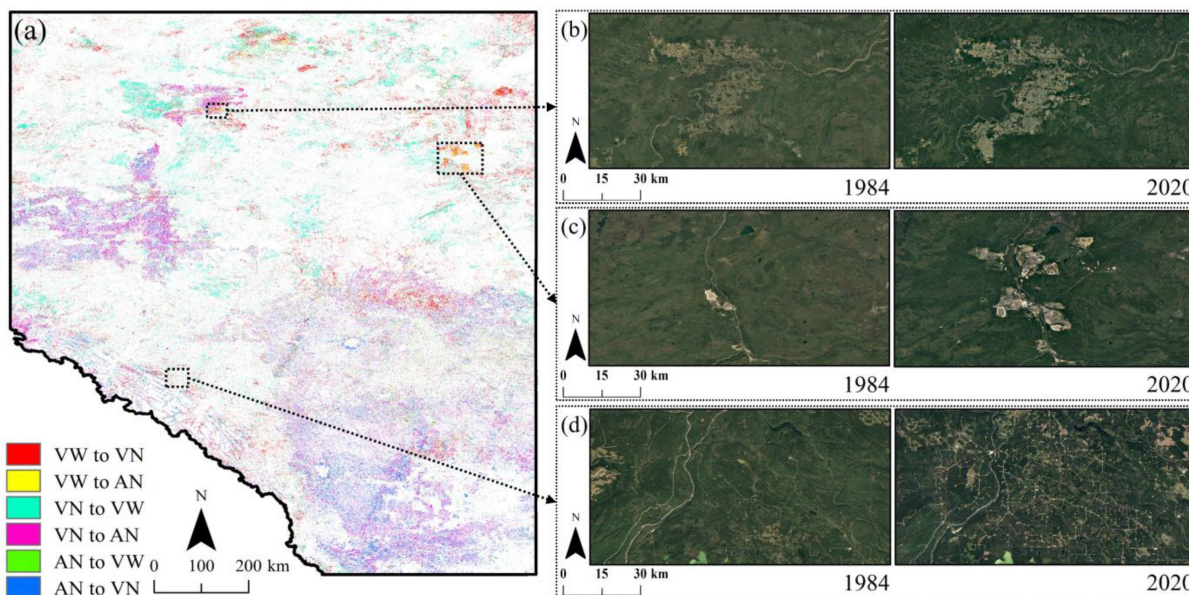 (a)
VW to VN
VW to AN
VN to VW
VN to AN
AN to VW
AN to VN
N
0 100 200 km
(b)
N
0 15 30 km
1984
2020
(c)
N
0 15 30 km
1984
2020
(d)
N
0 15 30 km
1984
2020